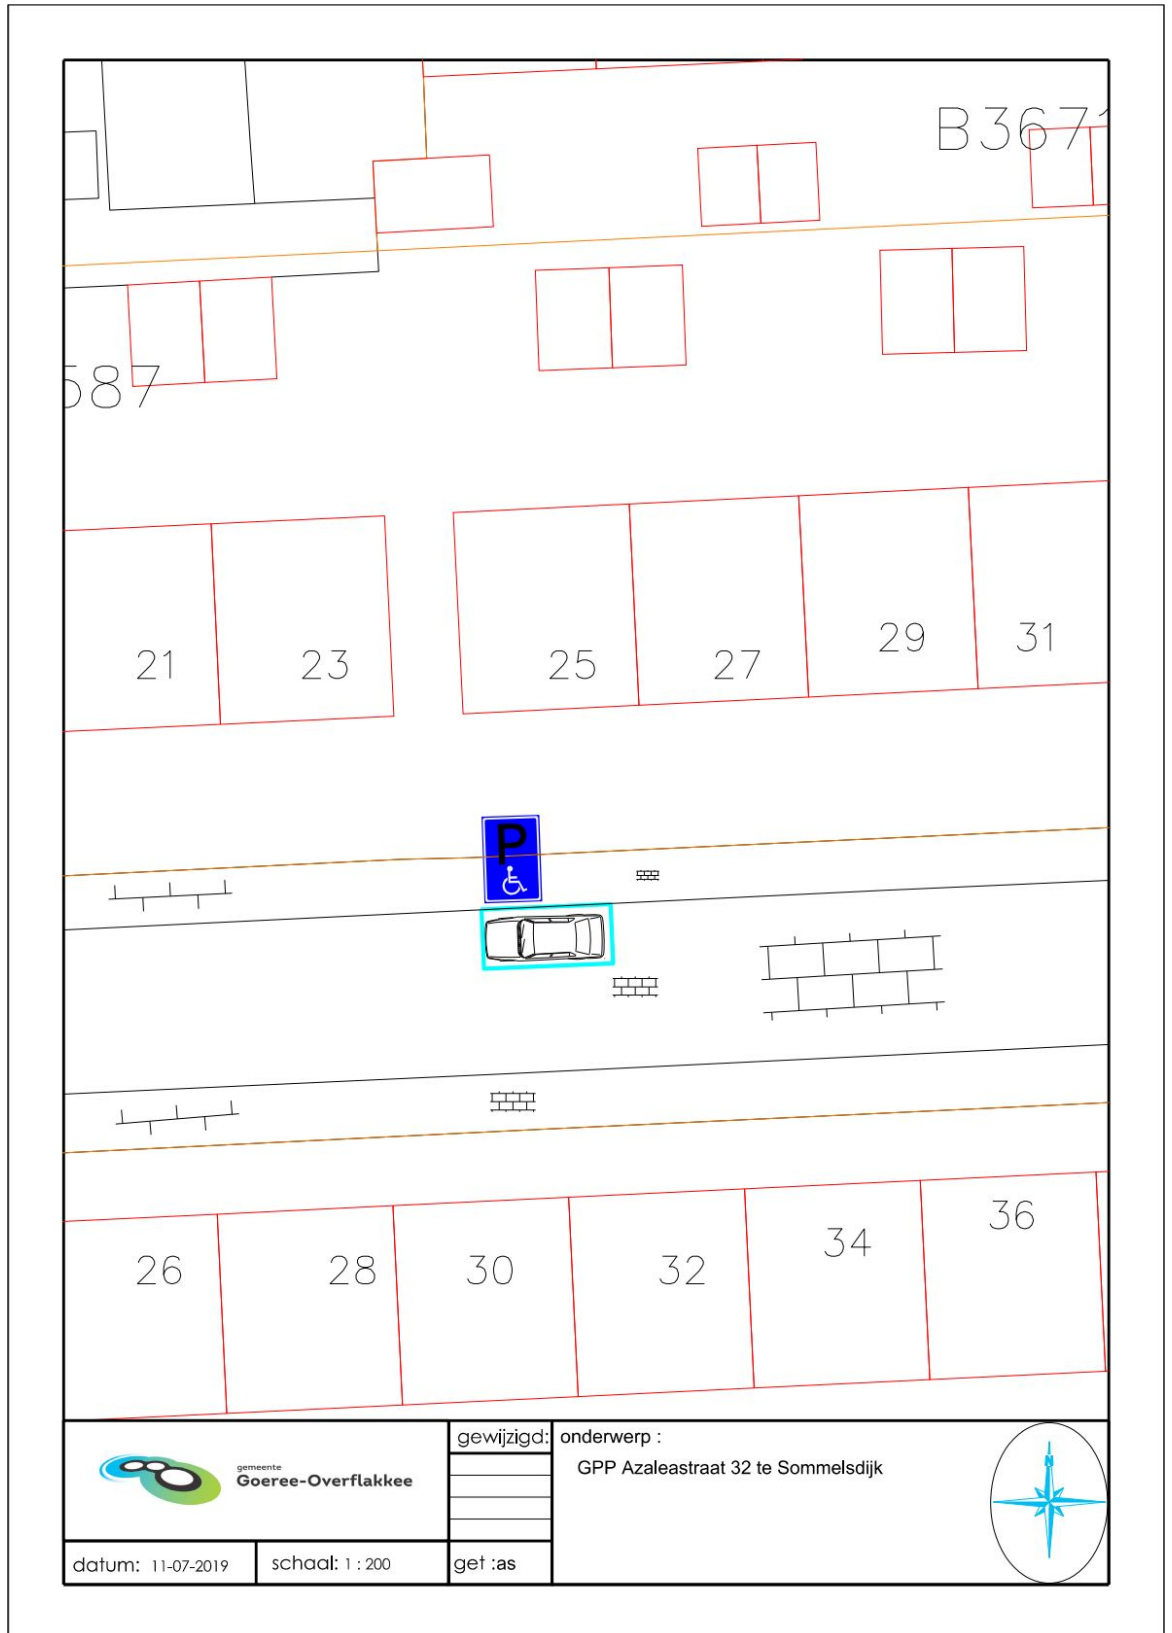 B3671
587
21 23 25 27 29 31
P
26 28 30 32 34 36
gemeente
Goeree-Overflakkee
gewijzigd:
onderwerp :
GPP Azaleastraat 32 te Sommelsdijk
N
datum: 11-07-2019
schaal: 1 : 200
get :as